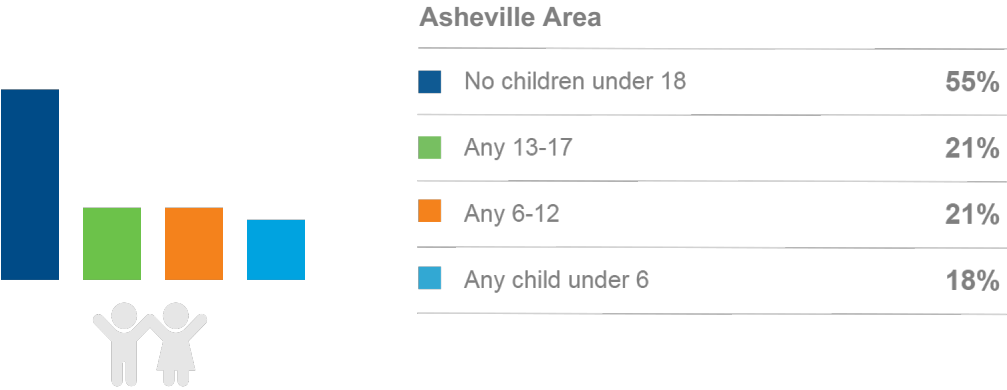 Asheville Area
No children under 18 55%
Any 13-17 21%
Any 6-12 21%
Any child under 6 18%